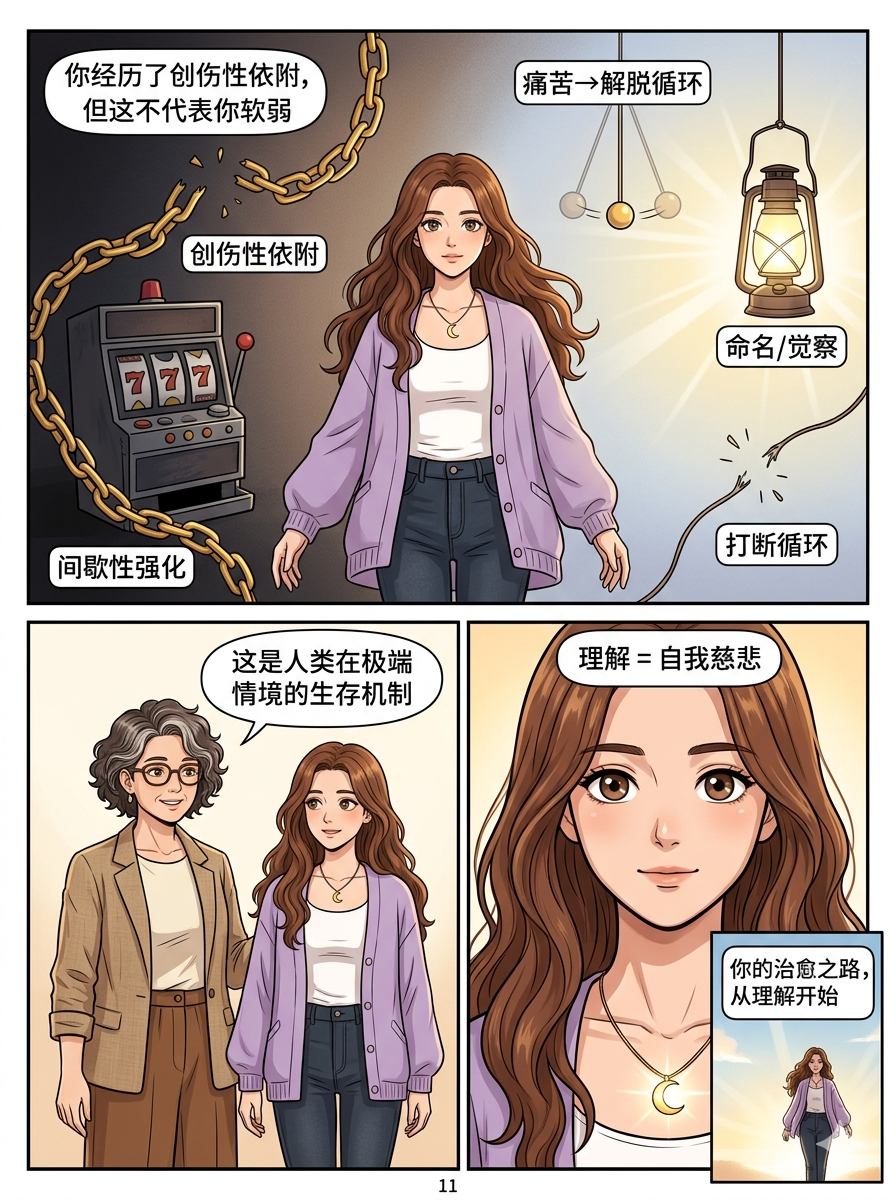 你经历了创伤性依附，
但这不代表你软弱
痛苦→解脱循环
创伤性依附
命名/觉察
7 7 7
打断循环
间歇性强化
这是人类在极端
情境的生存机制
理解 = 自我慈悲
你的治愈之路，
从理解开始
11